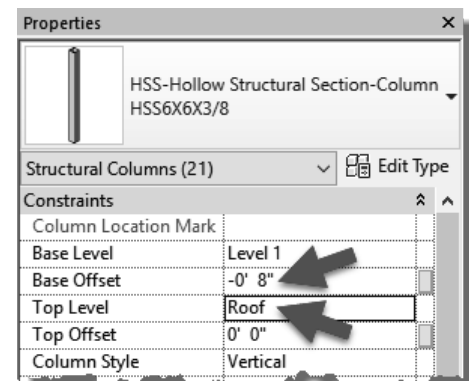 Properties
HSS-Hollow Structural Section-Column
HSS6X6X3/8
Structural Columns (21) Edit Type
Constraints
Column Location Mark
Base Level Level 1
Base Offset -0' 8"
Top Level Roof
Top Offset 0' 0"
Column Style Vertical